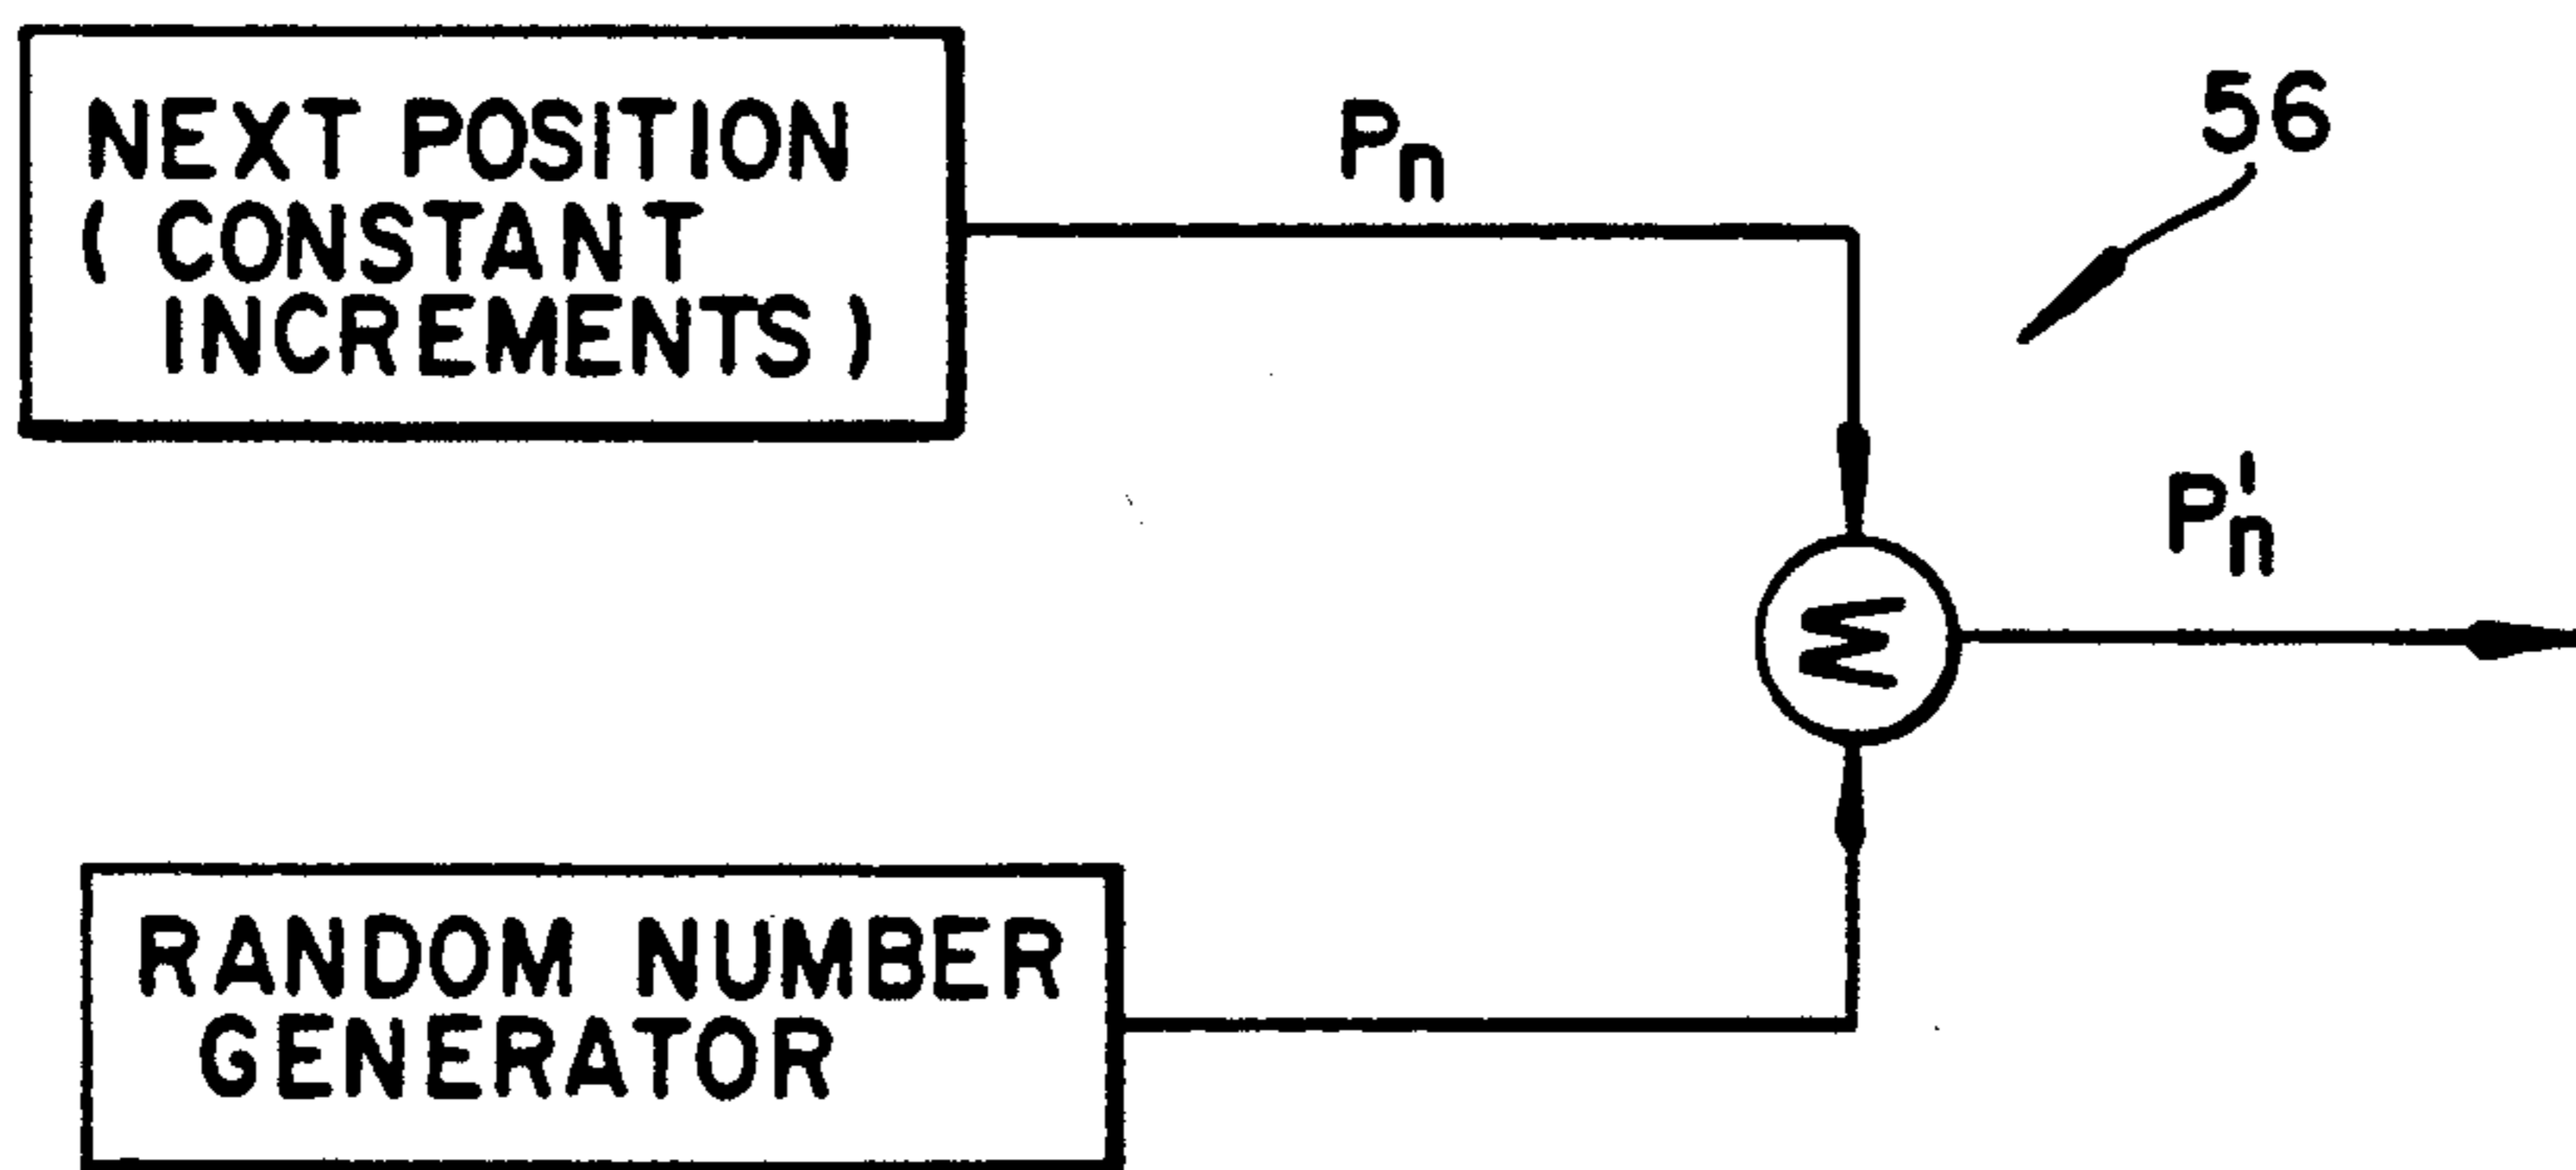 NEXT POSITION
( CONSTANT
INCREMENTS )
Pn
56
Σ
P'n
RANDOM NUMBER
GENERATOR